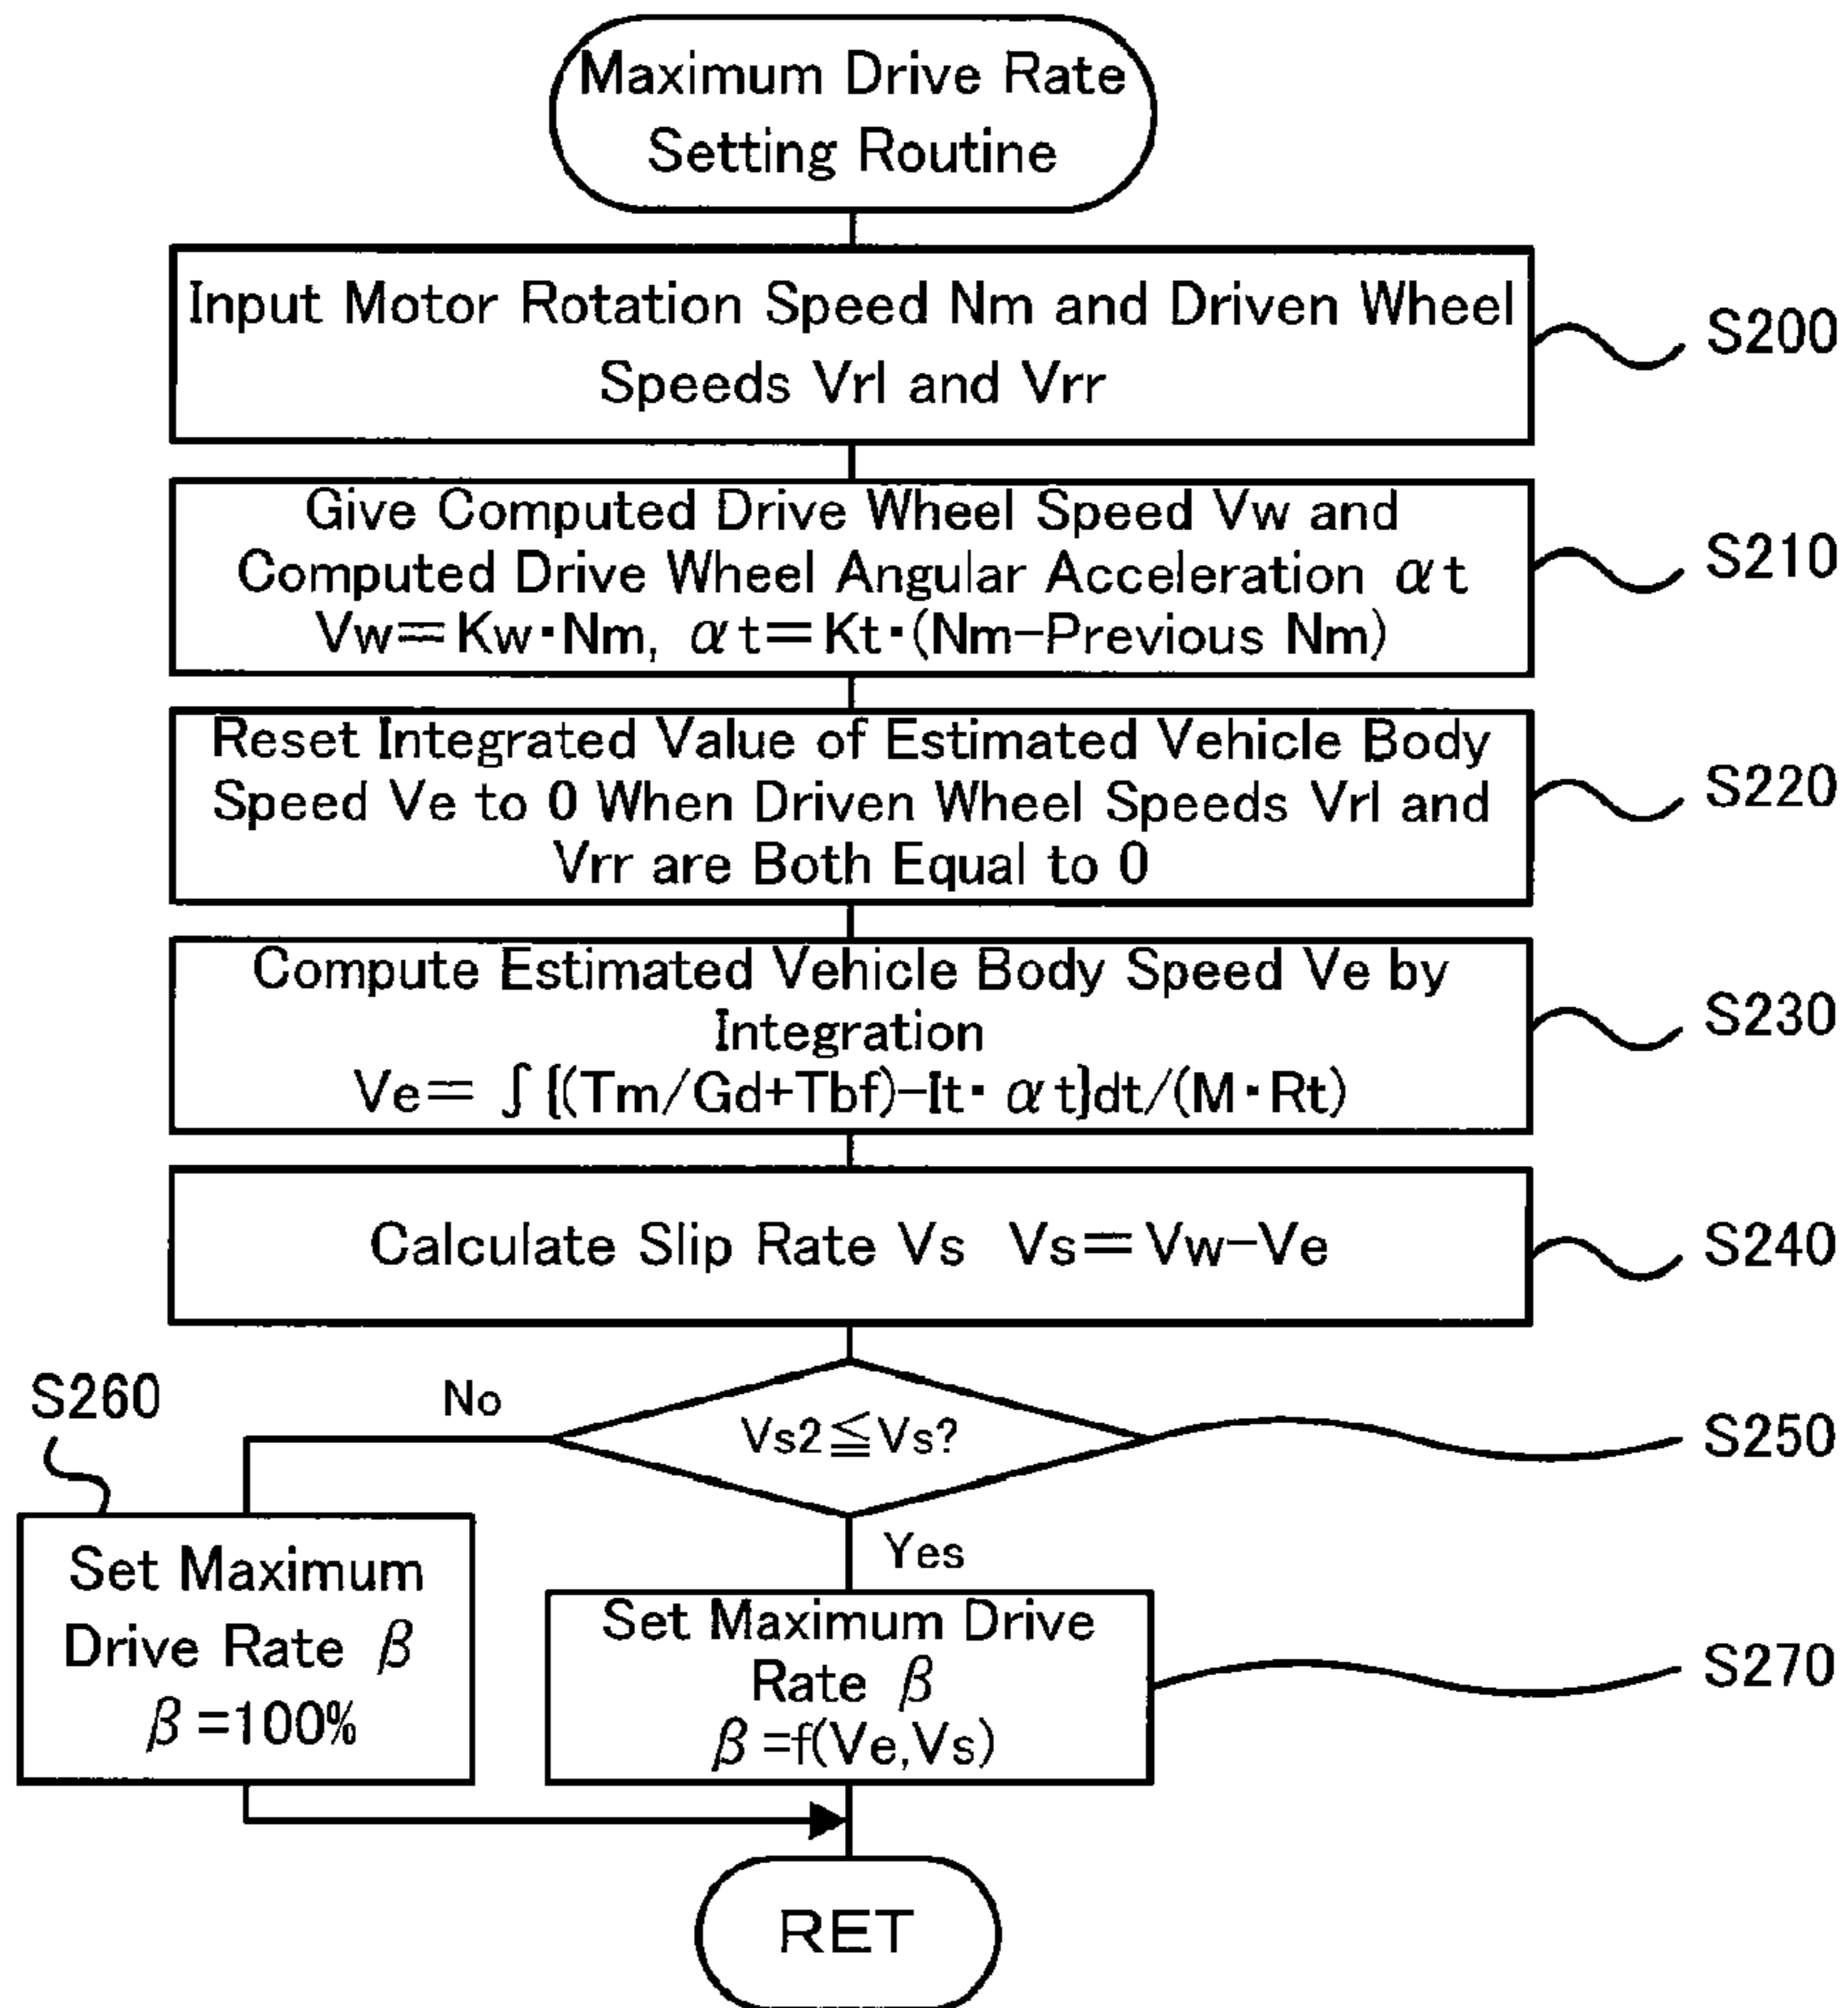 Maximum Drive Rate
Setting Routine
Input Motor Rotation Speed Nm and Driven Wheel
Speeds Vrl and Vrr
S200
Give Computed Drive Wheel Speed Vw and
Computed Drive Wheel Angular Acceleration αt
Vw=Kw・Nm, αt=Kt・(Nm-Previous Nm)
S210
Reset Integrated Value of Estimated Vehicle Body
Speed Ve to 0 When Driven Wheel Speeds Vrl and
Vrr are Both Equal to 0
S220
Compute Estimated Vehicle Body Speed Ve by
Integration
Ve= ∫{(Tm/Gd+Tbf)-It・αt}dt/(M・Rt)
S230
Calculate Slip Rate Vs Vs=Vw-Ve
S240
Vs2≦Vs?
S250
No
S260
Set Maximum
Drive Rate β
β=100%
Yes
Set Maximum Drive
Rate β
β=f(Ve,Vs)
S270
RET